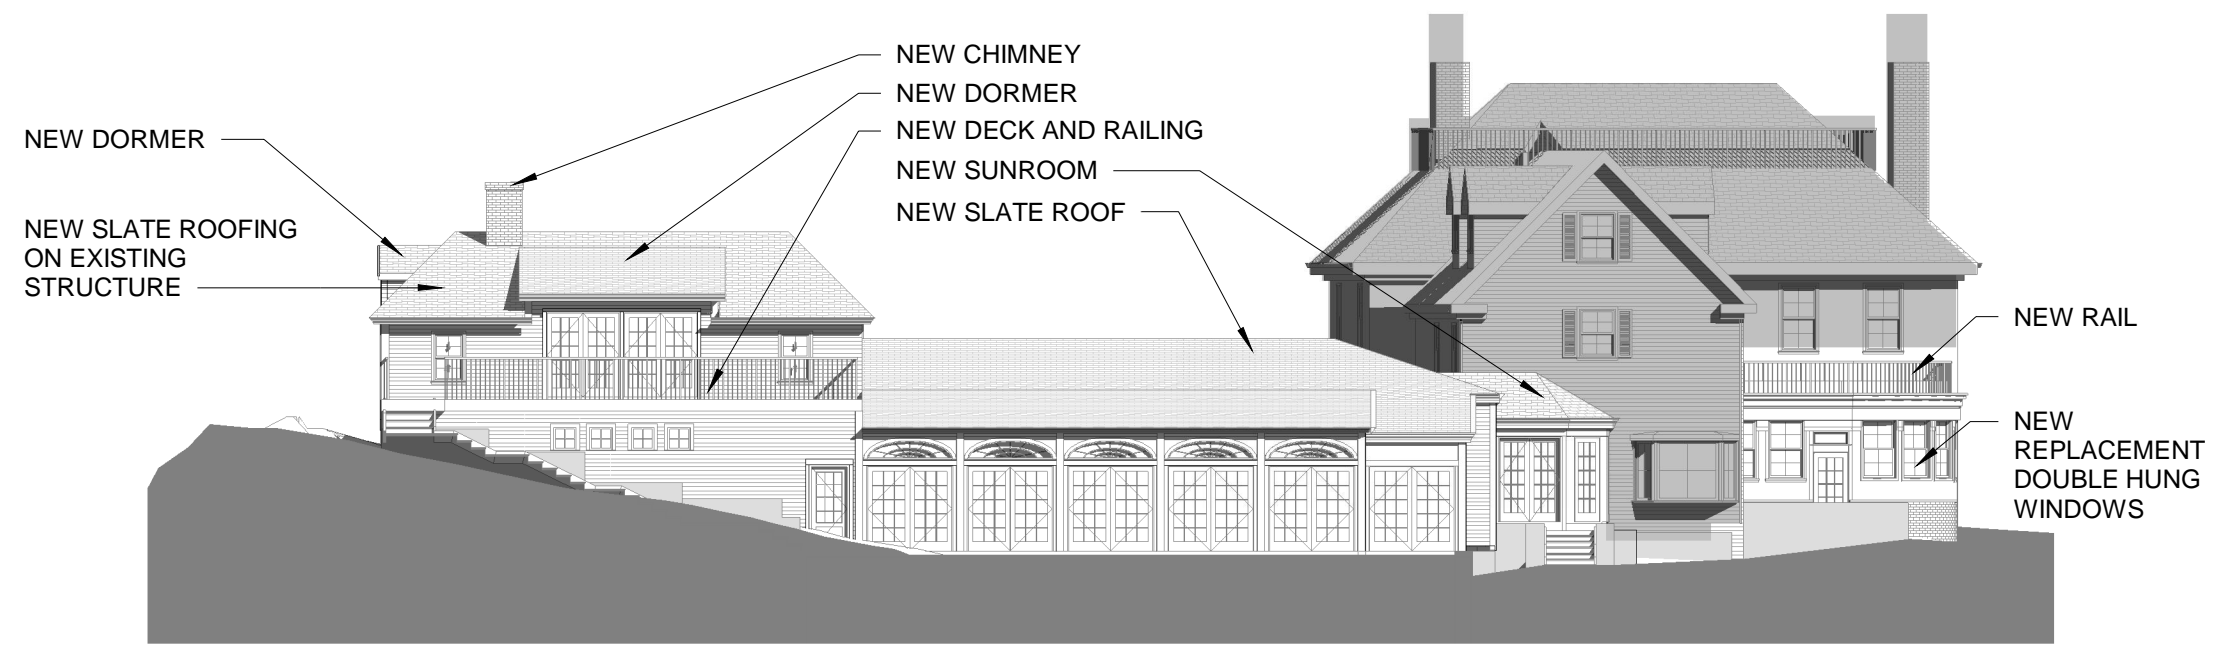 NEW CHIMNEY
NEW DORMER
NEW DECK AND RAILING
NEW SUNROOM
NEW SLATE ROOF
NEW DORMER
NEW SLATE ROOFING
ON EXISTING
STRUCTURE
NEW RAIL
NEW
REPLACEMENT
DOUBLE HUNG
WINDOWS